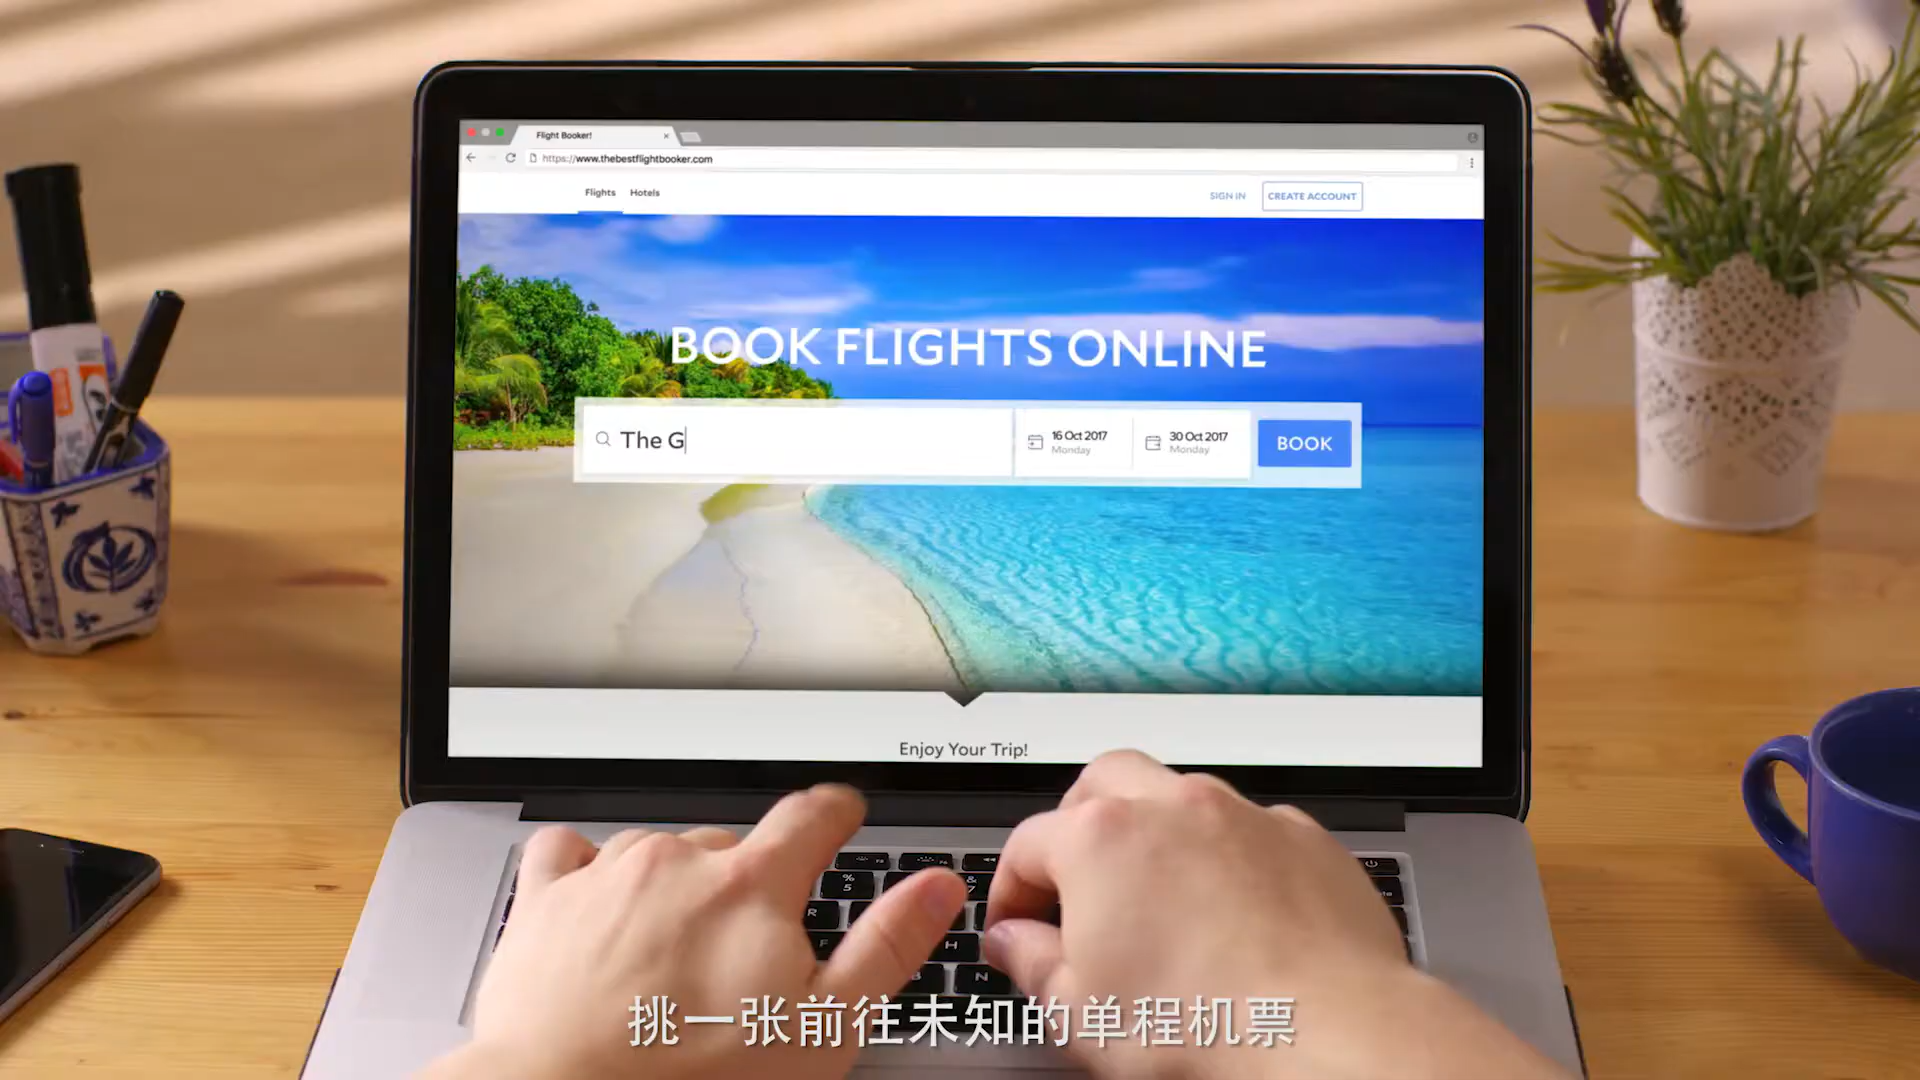 Flight Booker!
https://www.thebestflightbooker.com
Flights Hotels SIGN IN CREATE ACCOUNT
BOOK FLIGHTS ONLINE
The G 16 Oct 2017 30 Oct 2017 BOOK
Monday Monday
Enjoy Your Trip!
%
5
&
7
R
F
H
B
N
挑一张前往未知的单程机票